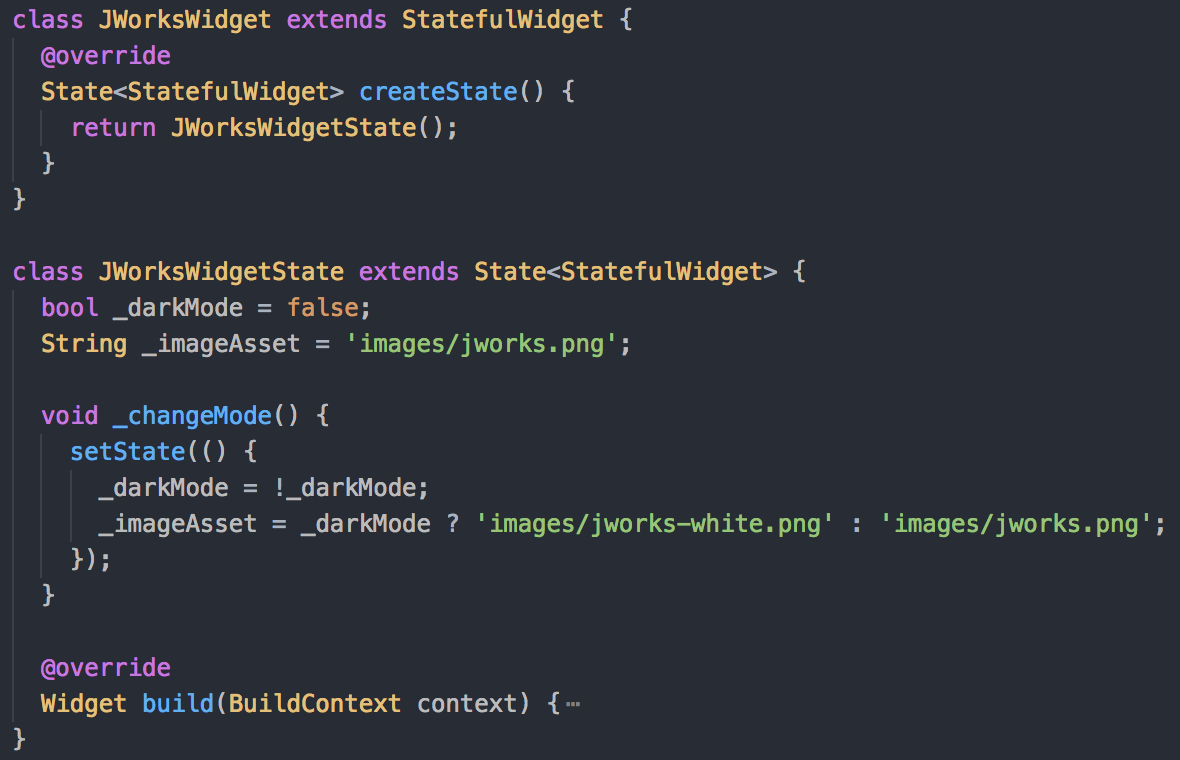 class JWorksWidget extends StatefulWidget {
  @override
  State<StatefulWidget> createState() {
    return JWorksWidgetState();
  }
}

class JWorksWidgetState extends State<StatefulWidget> {
  bool _darkMode = false;
  String _imageAsset = 'images/jworks.png';

  void _changeMode() {
    setState(() {
      _darkMode = !_darkMode;
      _imageAsset = _darkMode ? 'images/jworks-white.png' : 'images/jworks.png';
    });
  }

  @override
  Widget build(BuildContext context) {⋯
}